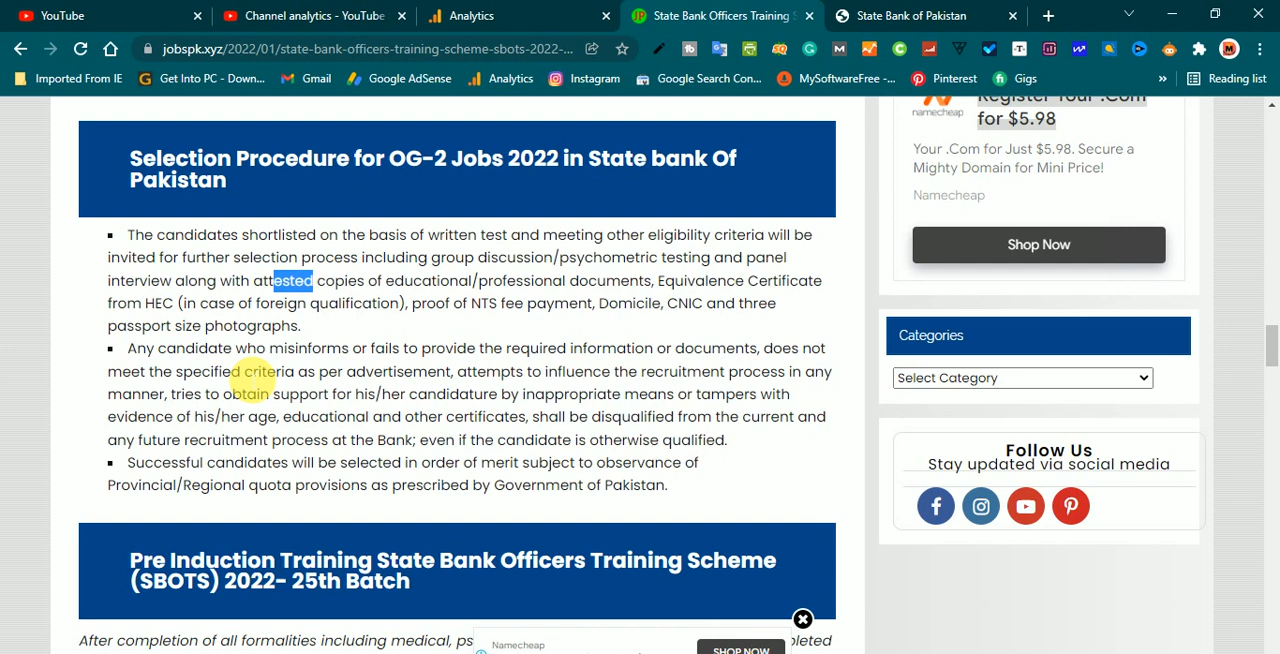 YouTube
Channel analytics - YouTube
Analytics
State Bank Officers Training S
State Bank of Pakistan
jobspk.xyz/2022/01/state-bank-officers-training-scheme-sbots-2022-...
Imported From IE
Get Into PC - Down...
Gmail
Google AdSense
Analytics
Instagram
Google Search Con...
MySoftwareFree -...
Pinterest
Gigs
»
Reading list
Selection Procedure for OG-2 Jobs 2022 in State bank Of
Pakistan
The candidates shortlisted on the basis of written test and meeting other eligibility criteria will be
invited for further selection process including group discussion/psychometric testing and panel
interview along with attested copies of educational/professional documents, Equivalence Certificate
from HEC (in case of foreign qualification), proof of NTS fee payment, Domicile, CNIC and three
passport size photographs.
Any candidate who misinforms or fails to provide the required information or documents, does not
meet the specified criteria as per advertisement, attempts to influence the recruitment process in any
manner, tries to obtain support for his/her candidature by inappropriate means or tampers with
evidence of his/her age, educational and other certificates, shall be disqualified from the current and
any future recruitment process at the Bank; even if the candidate is otherwise qualified.
Successful candidates will be selected in order of merit subject to observance of
Provincial/Regional quota provisions as prescribed by Government of Pakistan.
Pre Induction Training State Bank Officers Training Scheme
(SBOTS) 2022- 25th Batch
After completion of all formalities including medical,
Namecheap
SHOP NOW
namecheap
Register Your .Com
for $5.98
Your .Com for Just $5.98. Secure a
Mighty Domain for Mini Price!
Namecheap
Shop Now
Categories
Select Category
Follow Us
Stay updated via social media